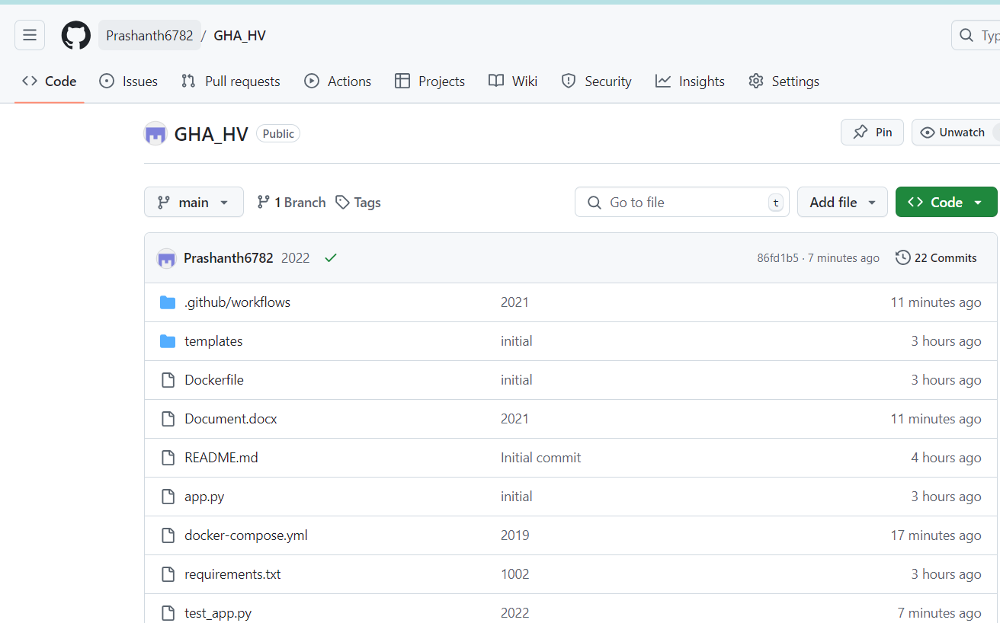 Prashanth6782 / GHA_HV
Typ
Code Issues Pull requests Actions Projects Wiki Security Insights Settings
GHA_HV Public
Pin Unwatch
main 1 Branch Tags Go to file t Add file Code
Prashanth6782 2022 86fd1b5 · 7 minutes ago 22 Commits
.github/workflows 2021 11 minutes ago
templates initial 3 hours ago
Dockerfile initial 3 hours ago
Document.docx 2021 11 minutes ago
README.md Initial commit 4 hours ago
app.py initial 3 hours ago
docker-compose.yml 2019 17 minutes ago
requirements.txt 1002 3 hours ago
test_app.py 2022 7 minutes ago